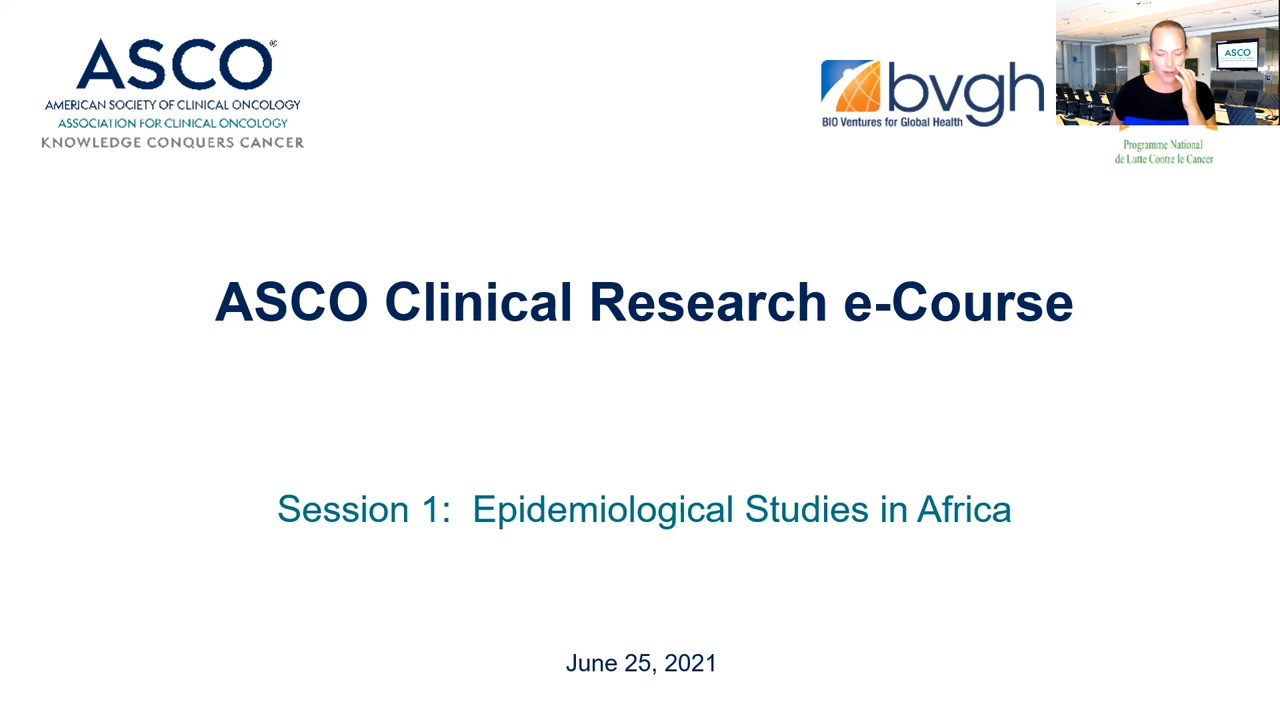 ASCO
AMERICAN SOCIETY OF CLINICAL ONCOLOGY
ASSOCIATION FOR CLINICAL ONCOLOGY
KNOWLEDGE CONQUERS CANCER
bvgh
BIO Ventures for Global Health
ASCO
Programme National
de Lutte Contre le Cancer
ASCO Clinical Research e-Course
Session 1: Epidemiological Studies in Africa
June 25, 2021